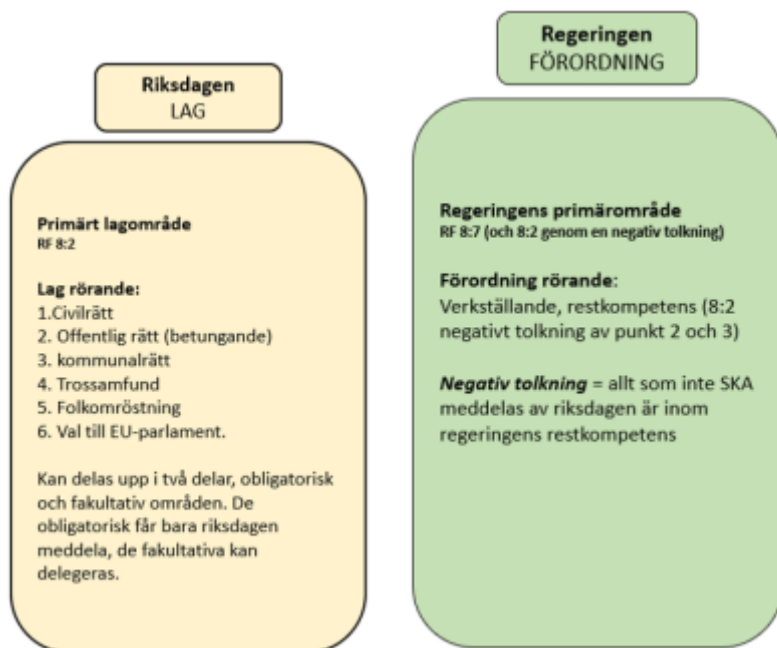 Riksdagen
LAG
Primärt lagområde
RF 8:2
Lag rörande:
1.Civilrätt
2. Offentlig rätt (betungande)
3. kommunalrätt
4. Trossamfund
5. Folkomröstning
6. Val till EU-parlament.
Kan delas upp i två delar, obligatorisk
och fakultativ områden. De
obligatorisk får bara riksdagen
meddela, de fakultativa kan
delegeras.
Regeringen
FÖRORDNING
Regeringens primärområde
RF 8:7 (och 8:2 genom en negativ tolkning)
Förordning rörande:
Verkställande, restkompetens (8:2
negativt tolkning av punkt 2 och 3)
Negativ tolkning = allt som inte SKA
meddelas av riksdagen är inom
regeringens restkompetens